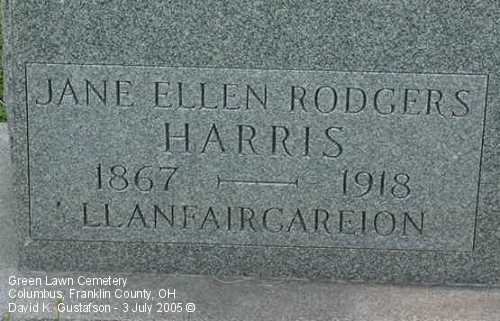 JANE ELLEN RODGERS
HARRIS
1867 — 1918
LLANFAIRCAREION
Green Lawn Cemetery
Columbus, Franklin County, OH
David K. Gustafson - 3 July 2005 ©